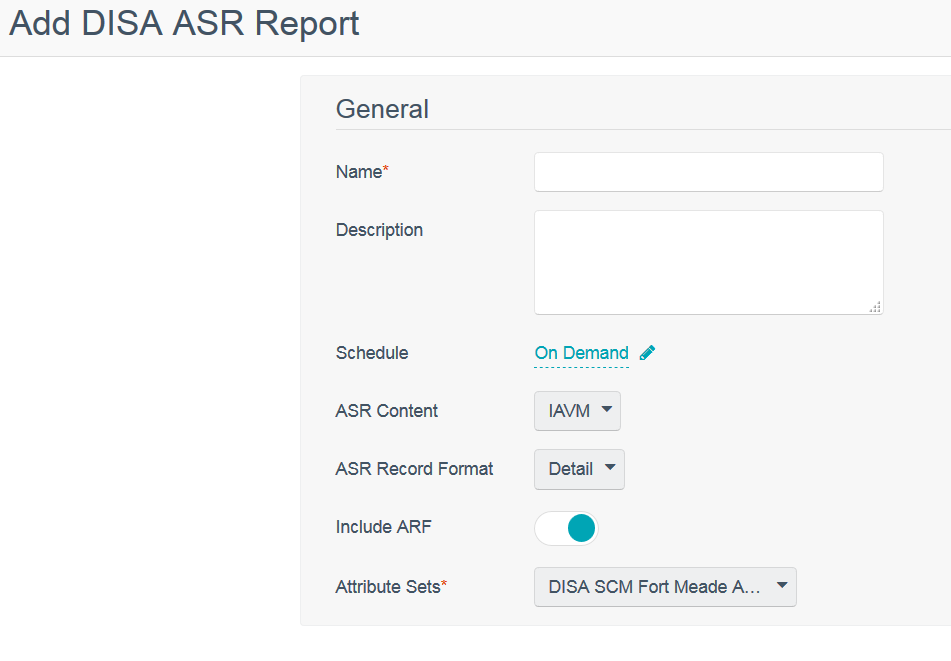 Add DISA ASR Report
General
Name*
Description
Schedule On Demand
ASR Content IAVM
ASR Record Format Detail
Include ARF
Attribute Sets* DISA SCM Fort Meade A...